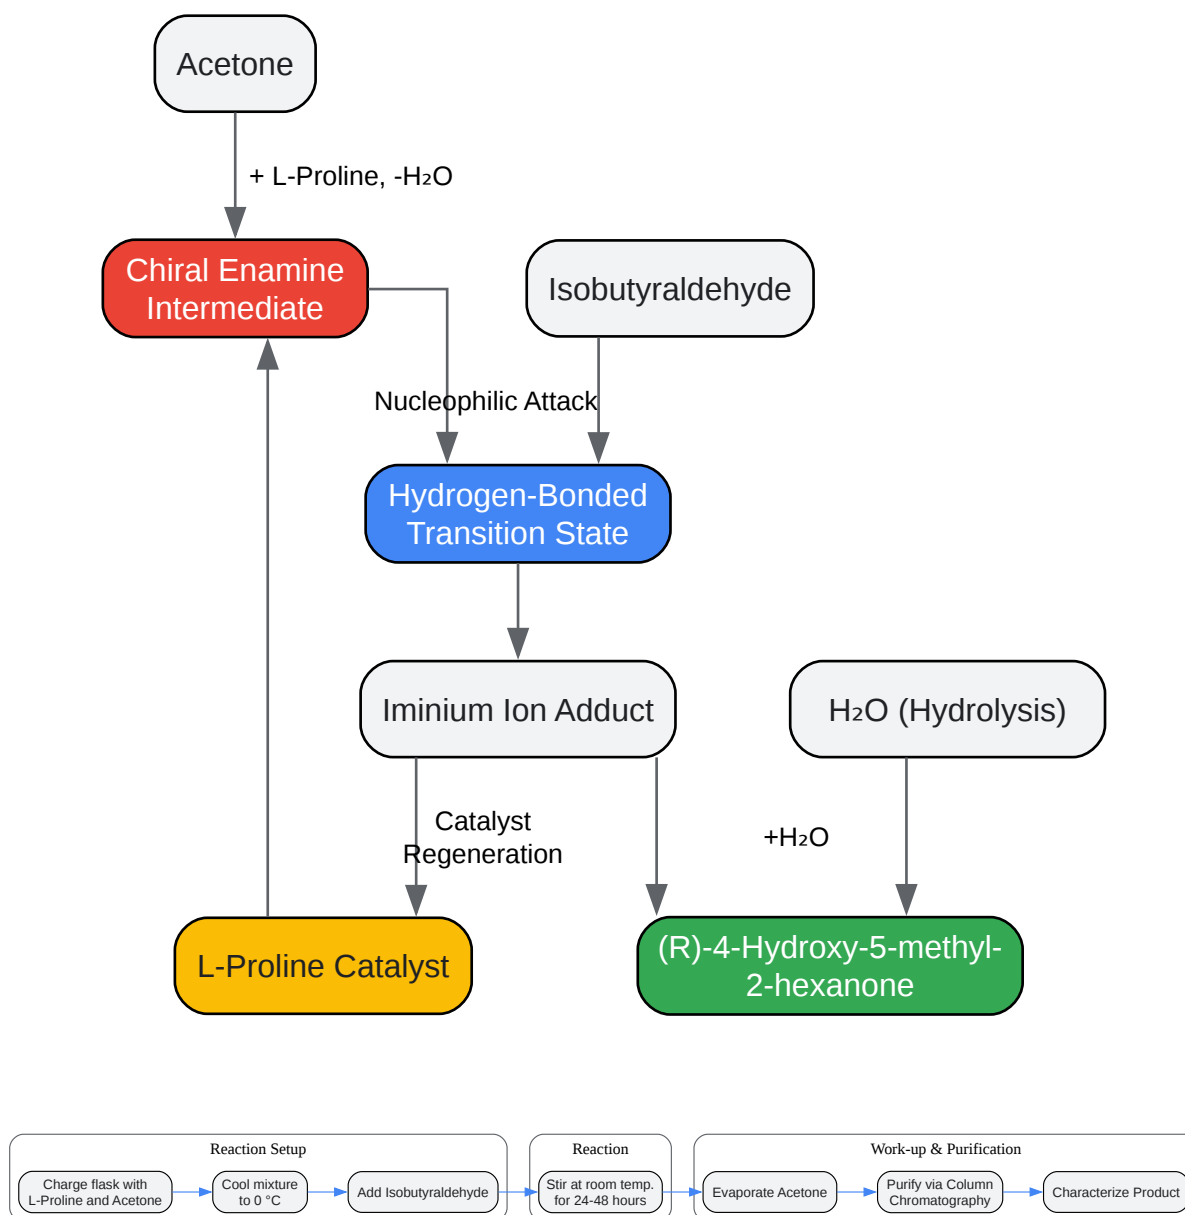 Acetone
+ L-Proline, -H₂O
Chiral Enamine
Intermediate
Isobutyraldehyde
Nucleophilic Attack
Hydrogen-Bonded
Transition State
Iminium Ion Adduct
H₂O (Hydrolysis)
Catalyst
Regeneration
+H₂O
L-Proline Catalyst
(R)-4-Hydroxy-5-methyl-
2-hexanone
Reaction Setup
Charge flask with
L-Proline and Acetone
Cool mixture
to 0 °C
Add Isobutyraldehyde
Reaction
Stir at room temp.
for 24-48 hours
Work-up & Purification
Evaporate Acetone
Purify via Column
Chromatography
Characterize Product